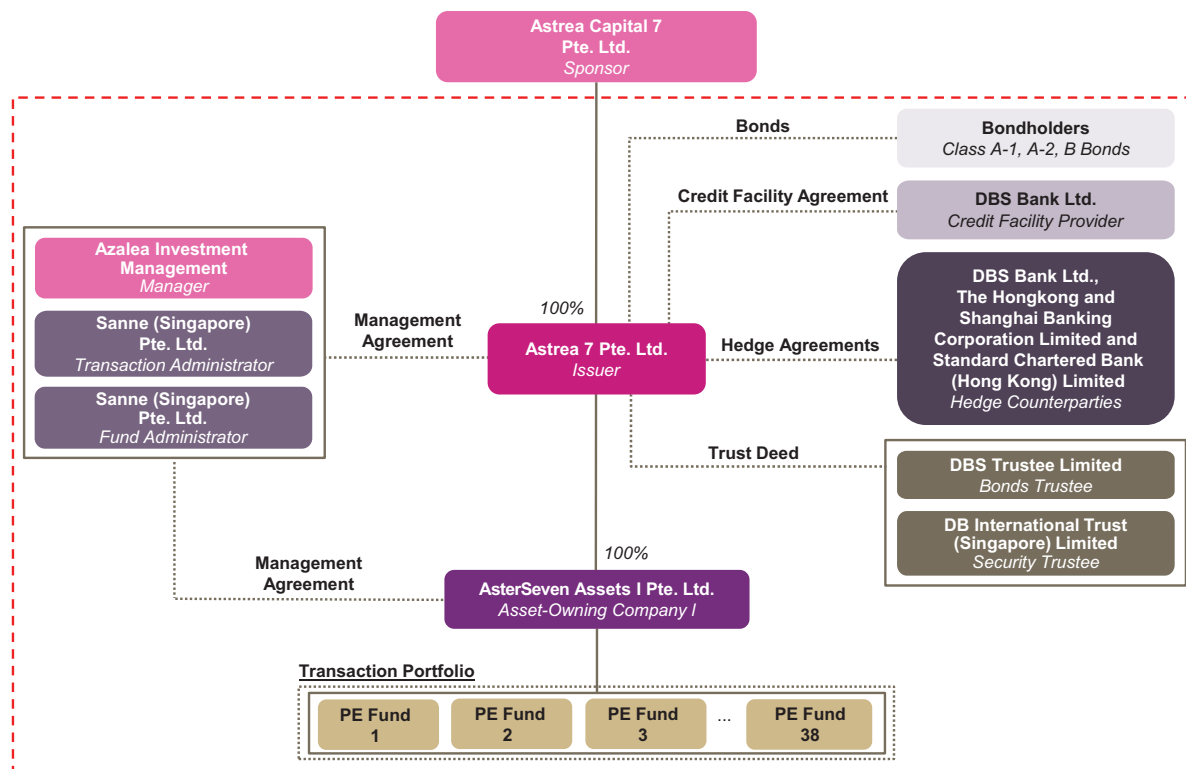 Astrea Capital 7
Pte. Ltd.
Sponsor
Bonds
Bondholders
Class A-1, A-2, B Bonds
Credit Facility Agreement
DBS Bank Ltd.
Credit Facility Provider
Azalea Investment
Management
Manager
Sanne (Singapore)
Pte. Ltd.
Transaction Administrator
Sanne (Singapore)
Pte. Ltd.
Fund Administrator
Management
Agreement
100%
Astrea 7 Pte. Ltd.
Issuer
Hedge Agreements
DBS Bank Ltd.,
The Hongkong and
Shanghai Banking
Corporation Limited and
Standard Chartered Bank
(Hong Kong) Limited
Hedge Counterparties
Trust Deed
DBS Trustee Limited
Bonds Trustee
DB International Trust
(Singapore) Limited
Security Trustee
Management
Agreement
100%
AsterSeven Assets I Pte. Ltd.
Asset-Owning Company I
Transaction Portfolio
PE Fund
1
PE Fund
2
PE Fund
3
...
PE Fund
38